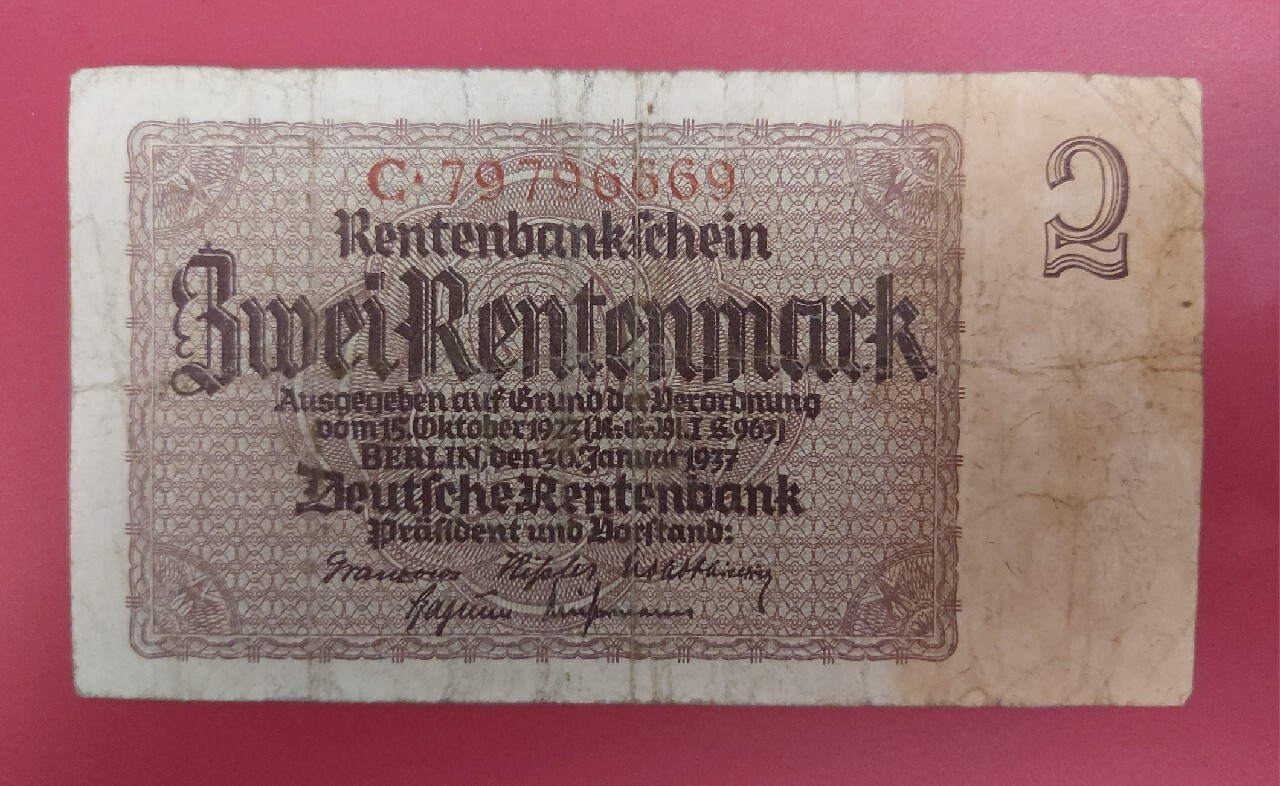 C·79796669
2
Rentenbankschein
Zwei Rentenmark
Ausgegeben auf Grund der Verordnung
vom 15. Oktober 1923 (R.-G.-Bl. I S. 963)
BERLIN, den 30. Januar 1937
Deutsche Rentenbank
Präsident und Vorstand: